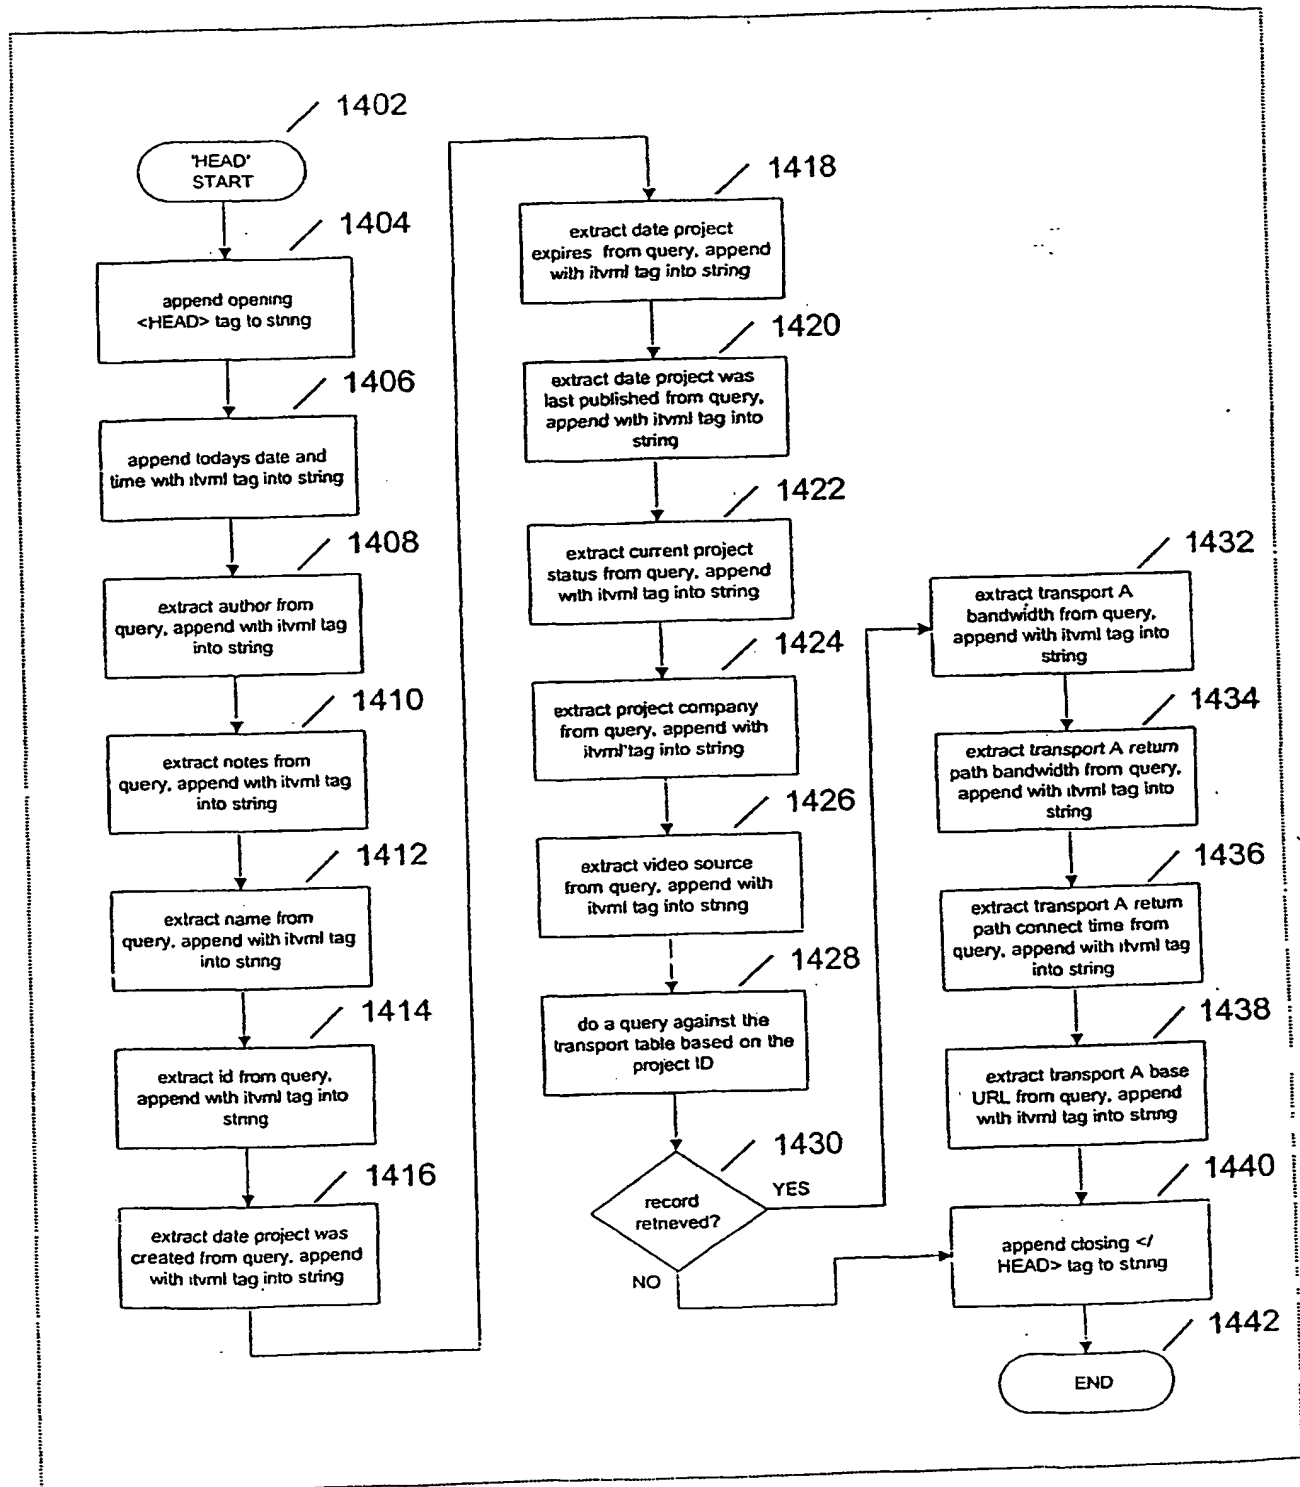 1402
'HEAD'
START
1404
append opening
<HEAD> tag to string
1406
append todays date and
time with itvml tag into string
1408
extract author from
query, append with itvml tag
into string
1410
extract notes from
query, append with itvml tag
into string
1412
extract name from
query, append with itvml tag
into string
1414
extract id from query,
append with itvml tag into
string
1416
extract date project was
created from query, append
with itvml tag into string
1418
extract date project
expires from query, append
with itvml tag into string
1420
extract date project was
last published from query,
append with itvml tag into
string
1422
extract current project
status from query, append
with itvml tag into string
1424
extract project company
from query, append with
itvml tag into string
1426
extract video source
from query, append with
itvml tag into string
1428
do a query against the
transport table based on the
project ID
1430
record
retrieved?
YES
NO
1432
extract transport A
bandwidth from query,
append with itvml tag into
string
1434
extract transport A return
path bandwidth from query,
append with itvml tag into
string
1436
extract transport A return
path connect time from
query, append with itvml tag
into string
1438
extract transport A base
URL from query, append
with itvml tag into string
1440
append closing </
HEAD> tag to string
1442
END